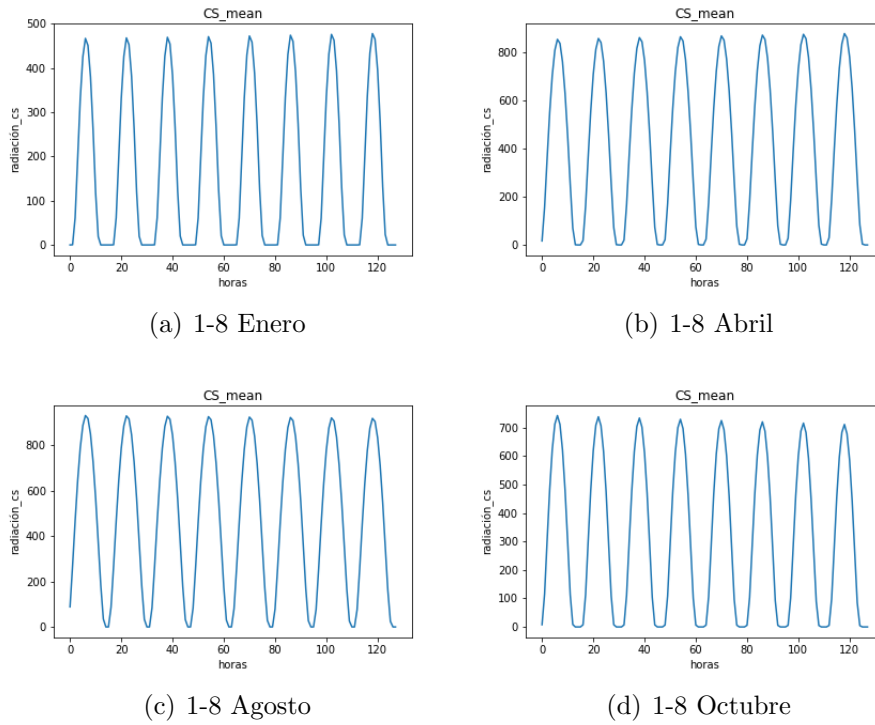 CS_mean
500
400
300
200
100
0
radiación_cs
0 20 40 60 80 100 120
horas
(a) 1-8 Enero
CS_mean
800
600
400
200
0
radiación_cs
0 20 40 60 80 100 120
horas
(b) 1-8 Abril
CS_mean
800
600
400
200
0
radiación_cs
0 20 40 60 80 100 120
horas
(c) 1-8 Agosto
CS_mean
700
600
500
400
300
200
100
0
radiación_cs
0 20 40 60 80 100 120
horas
(d) 1-8 Octubre